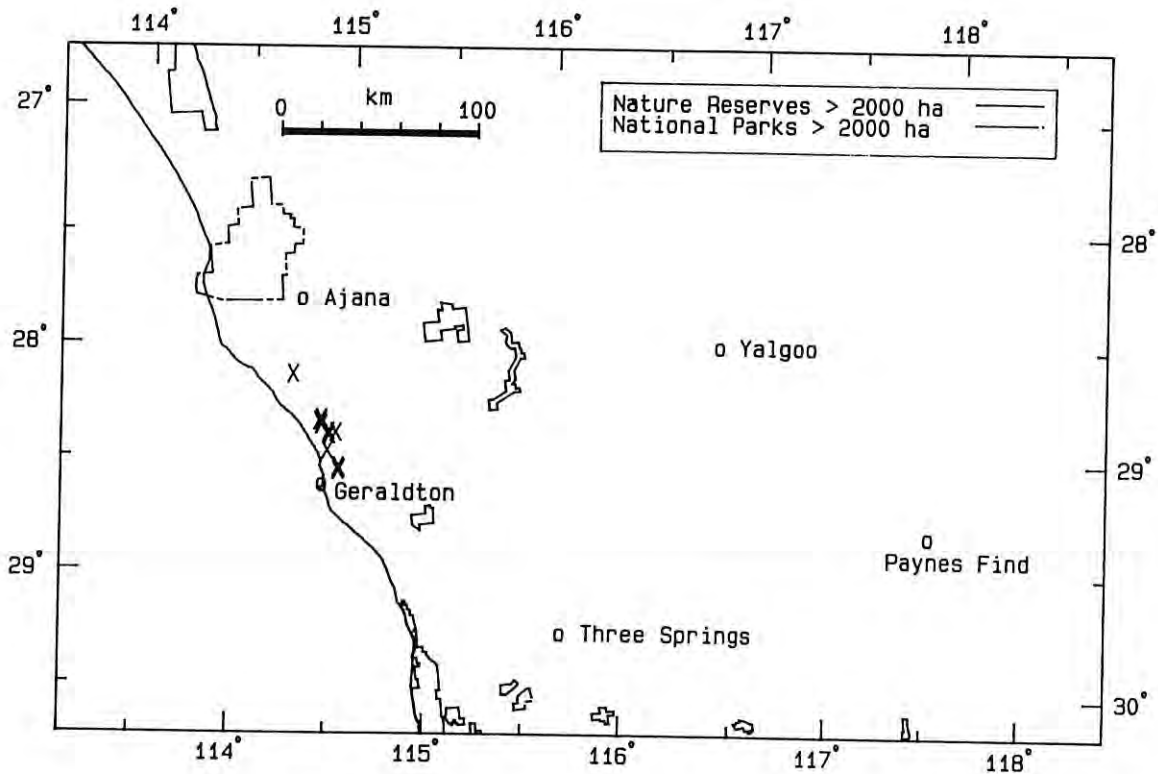 114° 115° 116° 117° 118°
27°
0 km 100
Nature Reserves > 2000 ha
National Parks > 2000 ha
28°
Ajana
28°
Yalgoo
X
X X X
X X
29°
Geraldton
29°
Paynes Find
Three Springs
30°
114° 115° 116° 117° 118°